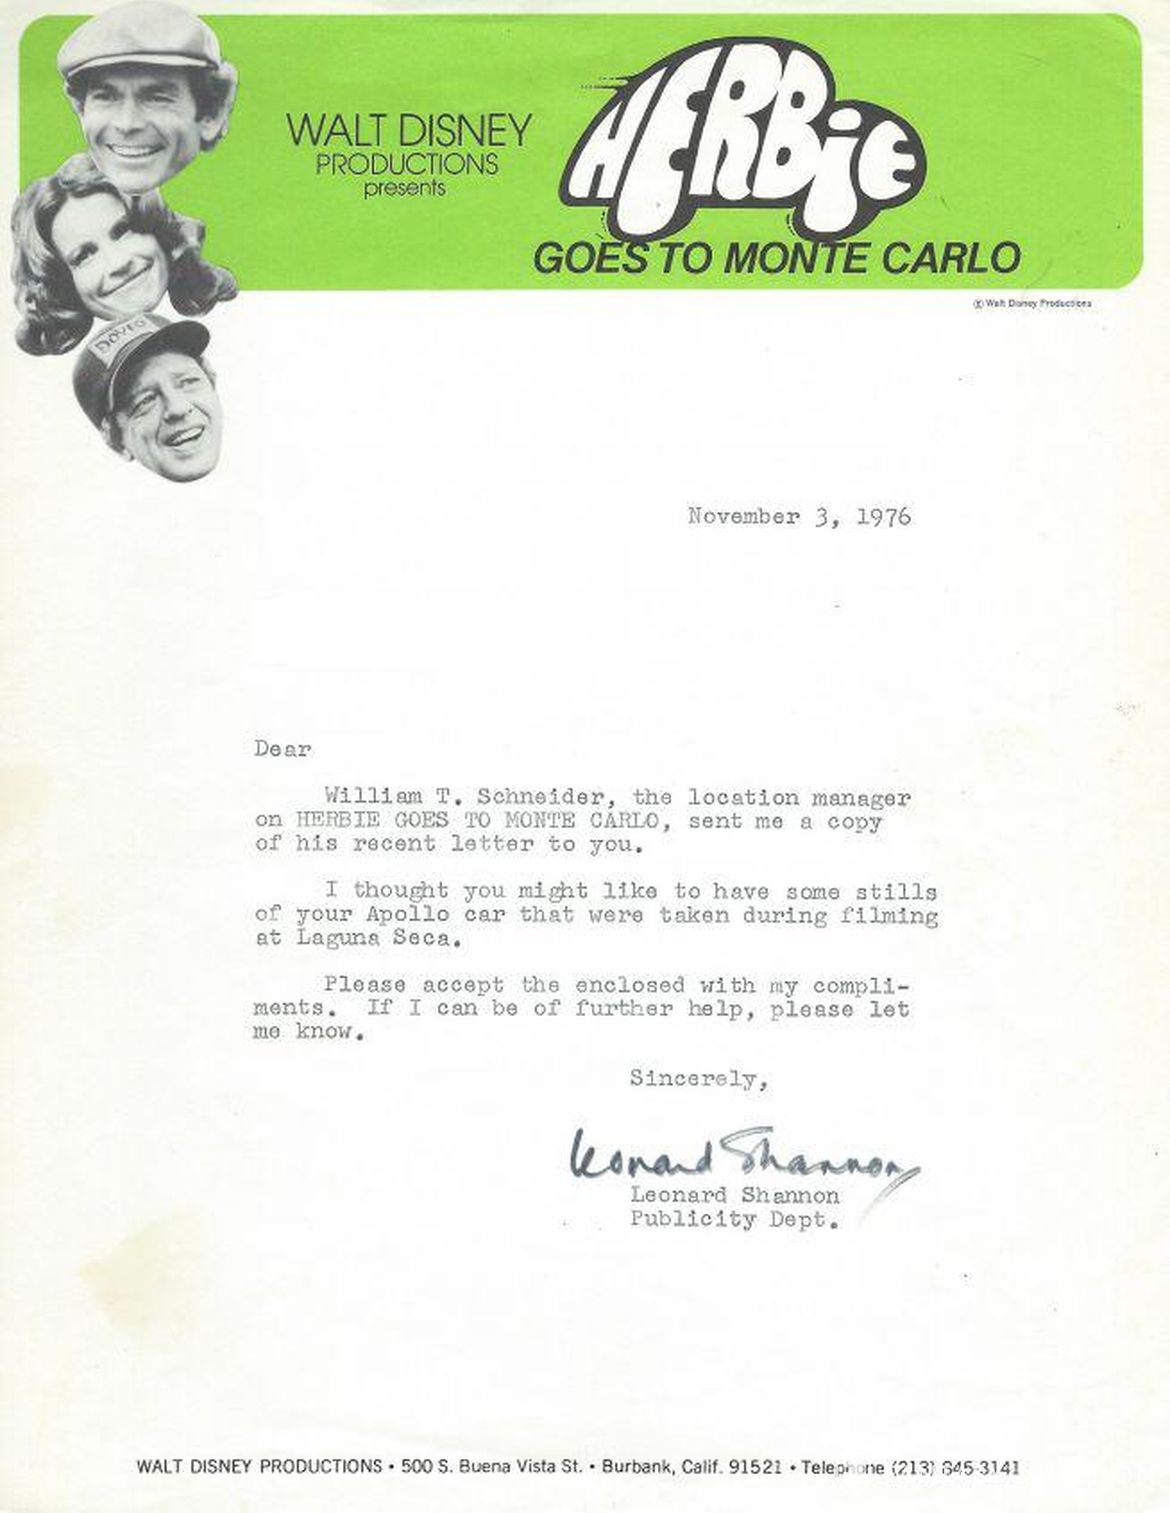 WALT DISNEY
PRODUCTIONS
presents
HERBIE
GOES TO MONTE CARLO
© Walt Disney Productions
November 3, 1976
Dear
William T. Schneider, the location manager
on HERBIE GOES TO MONTE CARLO, sent me a copy
of his recent letter to you.
I thought you might like to have some stills
of your Apollo car that were taken during filming
at Laguna Seca.
Please accept the enclosed with my compli-
ments. If I can be of further help, please let
me know.
Sincerely,
Leonard Shannon
Leonard Shannon
Publicity Dept.
WALT DISNEY PRODUCTIONS • 500 S. Buena Vista St. • Burbank, Calif. 91521 • Telephone (213) 845-3141